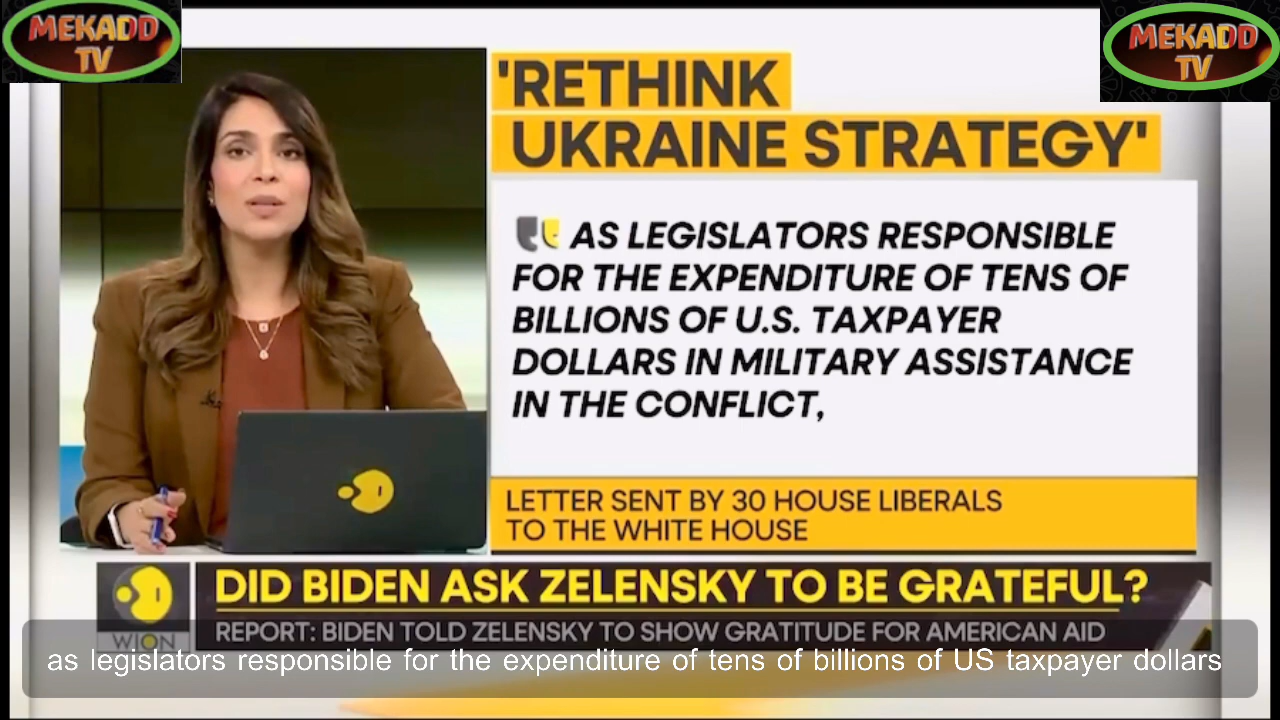 MEKADD
TV
MEKADD
TV
'RETHINK
UKRAINE STRATEGY'
AS LEGISLATORS RESPONSIBLE
FOR THE EXPENDITURE OF TENS OF
BILLIONS OF U.S. TAXPAYER
DOLLARS IN MILITARY ASSISTANCE
IN THE CONFLICT,
LETTER SENT BY 30 HOUSE LIBERALS
TO THE WHITE HOUSE
DID BIDEN ASK ZELENSKY TO BE GRATEFUL?
WION
REPORT: BIDEN TOLD ZELENSKY TO SHOW GRATITUDE FOR AMERICAN AID
as legislators responsible for the expenditure of tens of billions of US taxpayer dollars